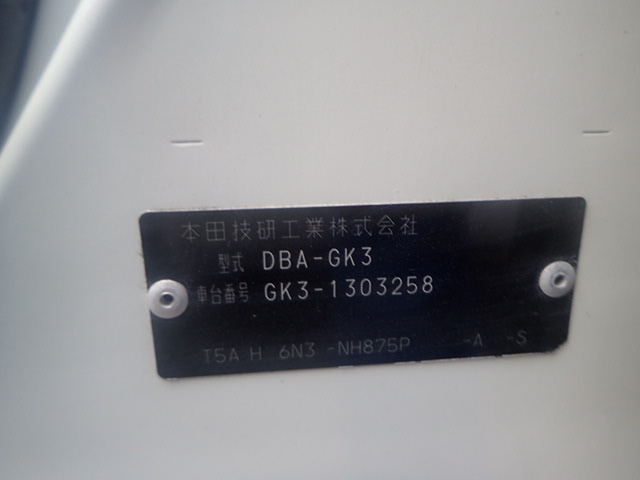 本田技研工業株式会社
型式 DBA-GK3
車台番号 GK3-1303258
T5A H 6N3 -NH875P -A -S